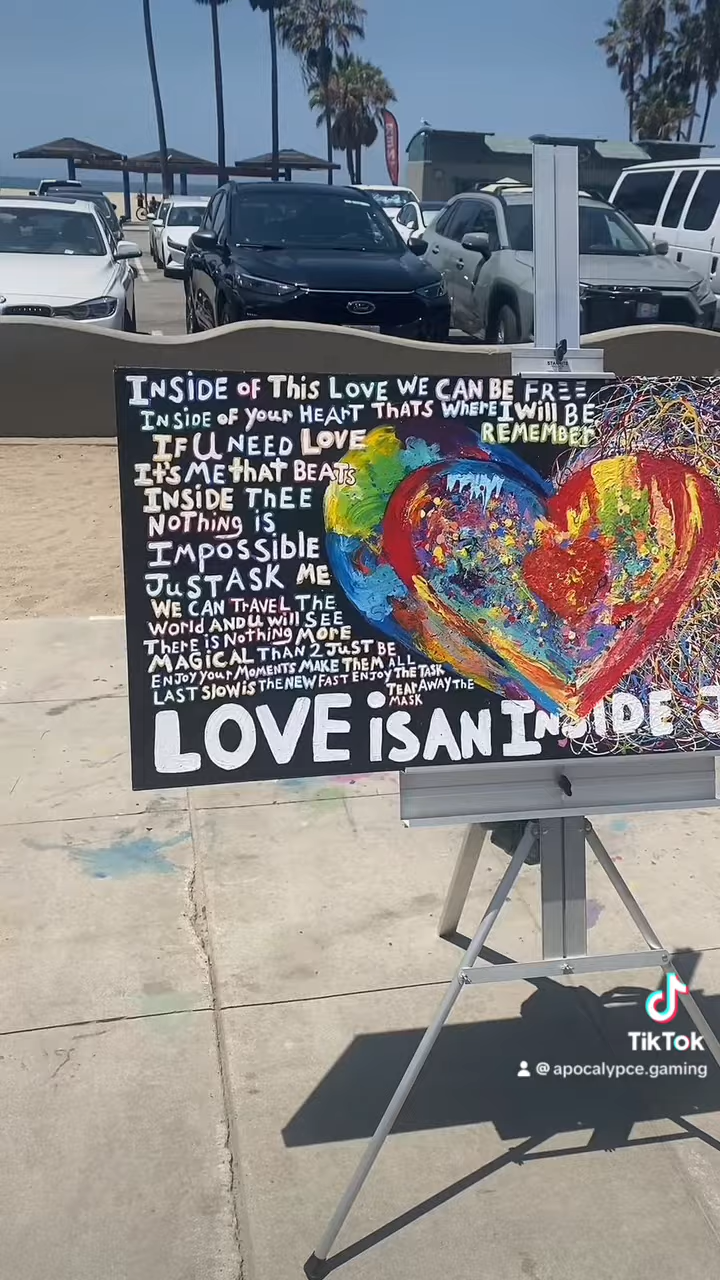 INSIDE OF THIS LOVE WE CAN BE FREE
INSIDE OF YOUR HEART THATS WHERE I WILL BE
REMEMBER
IF U NEED LOVE
IT'S ME THAT BEATS
INSIDE THEE
NOTHING IS
IMPOSSIBLE
JUST ASK ME
WE CAN TRAVEL THE
WORLD AND U WILL SEE
THERE IS NOTHING MORE
MAGICAL THAN 2 JUST BE
ENJOY YOUR MOMENTS MAKE THEM ALL
LAST SLOW IS THE NEW FAST ENJOY THE TASK
TEAR AWAY THE
MASK
LOVE IS AN INSIDE J
TikTok
@apocalypce.gaming